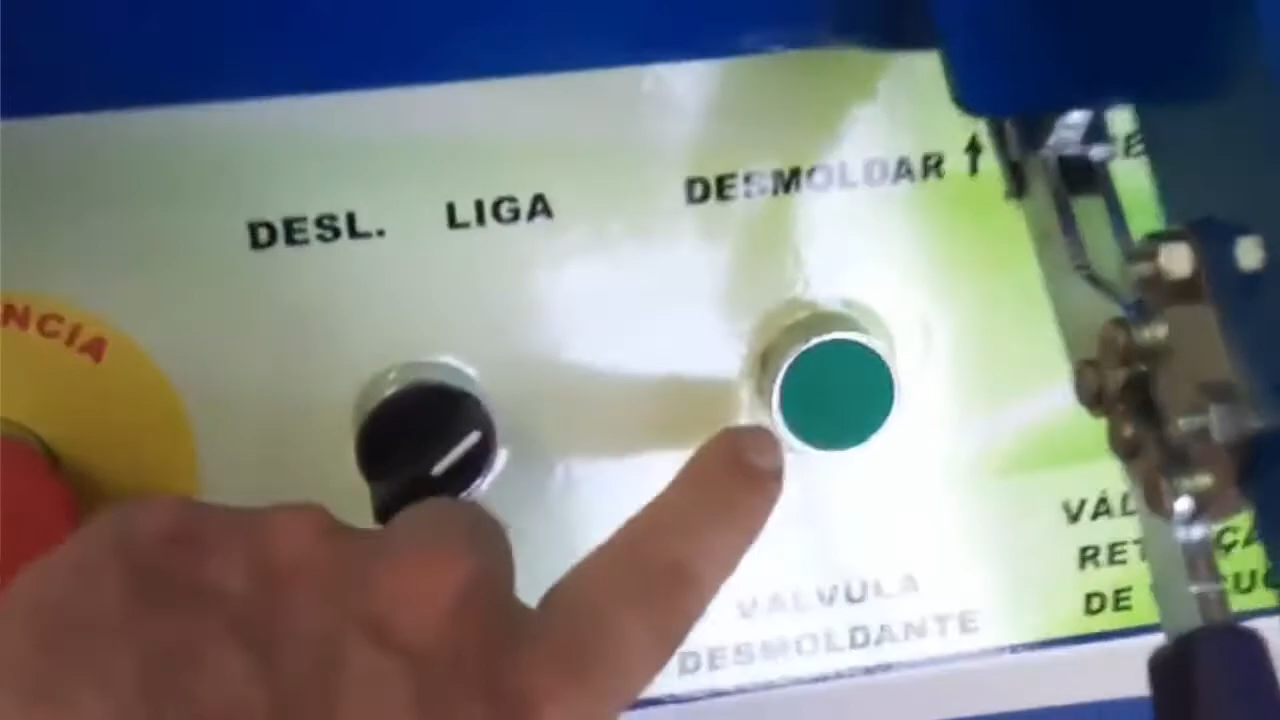 DESL. LIGA
DESMOLDAR ↑
NCIA
VÁLVULA
DESMOLDANTE
VÁL
RET
DE